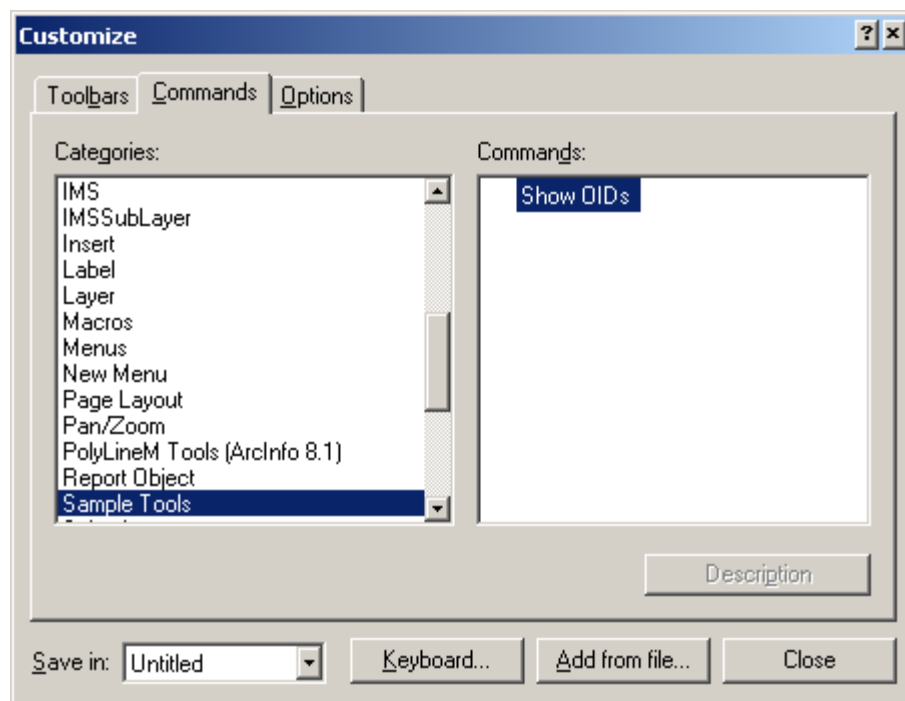 Customize
Toolbars Commands Options
Categories:
IMS
IMSSubLayer
Insert
Label
Layer
Macros
Menus
New Menu
Page Layout
Pan/Zoom
PolyLineM Tools (ArcInfo 8.1)
Report Object
Sample Tools
Commands:
Show OIDs
Description
Save in: Untitled Keyboard... Add from file... Close